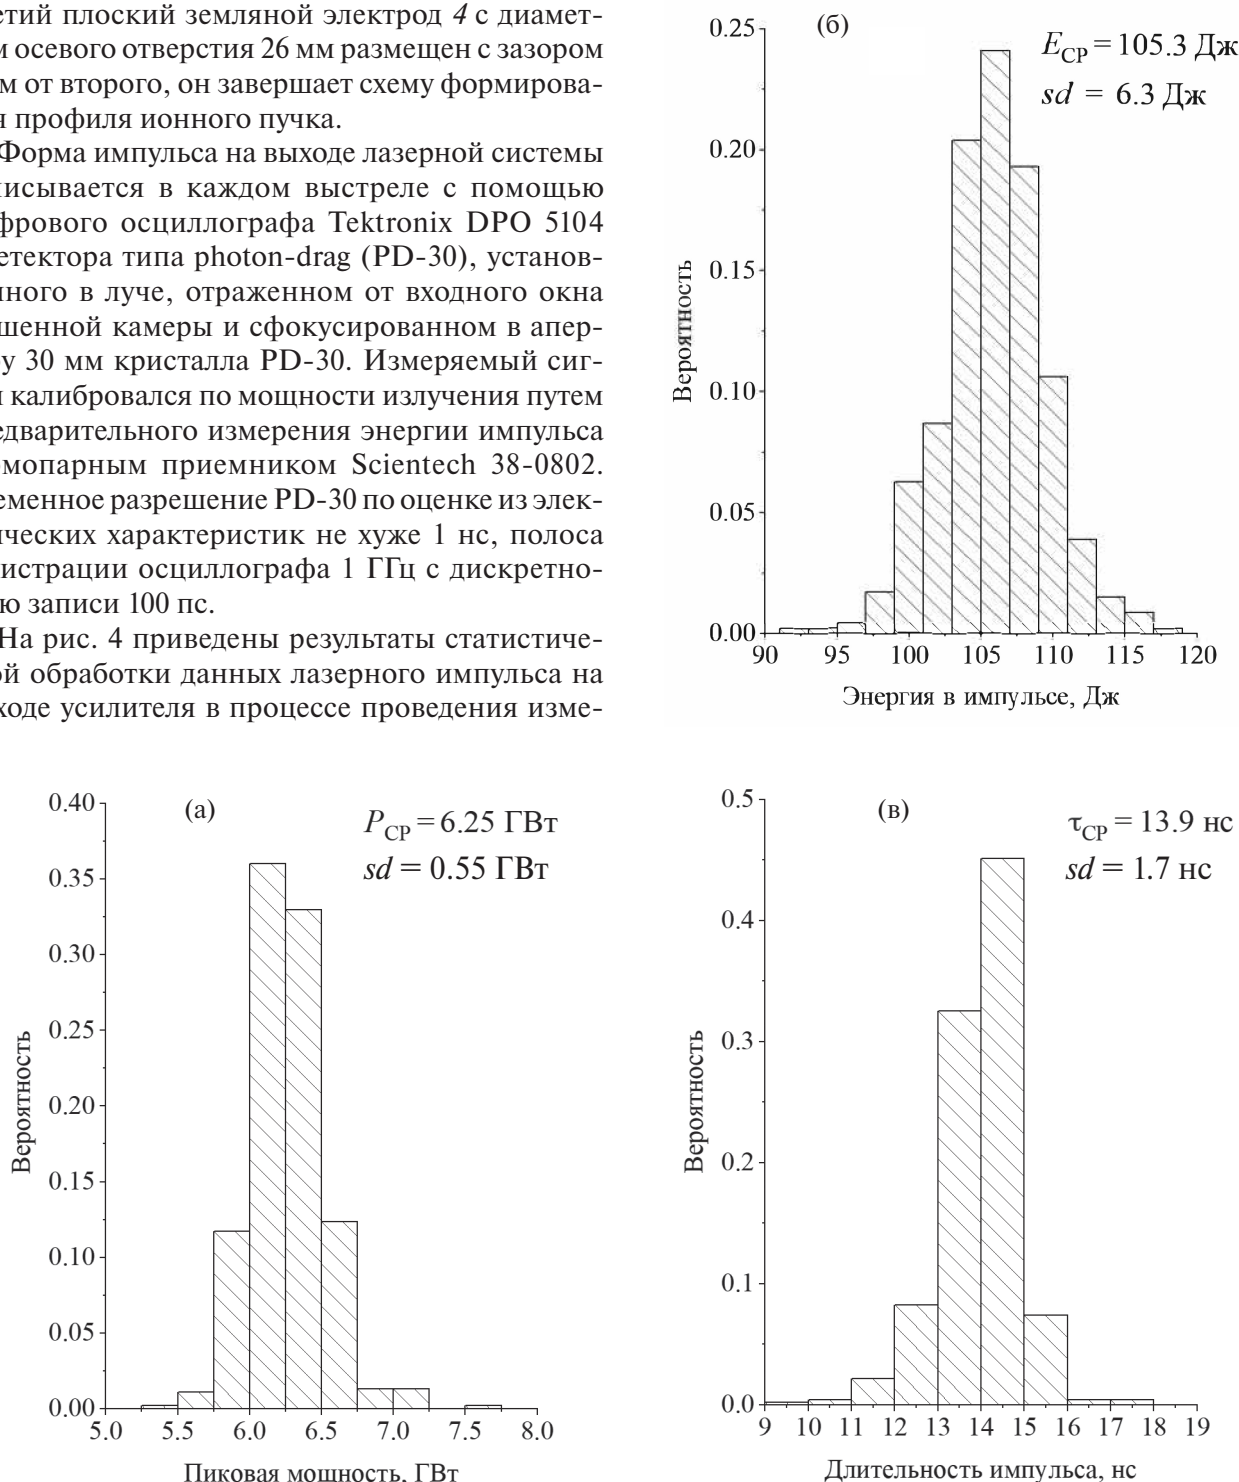 етий плоский земляной электрод 4 с диамет-
м осевого отверстия 26 мм размещен с зазором
м от второго, он завершает схему формирова-
я профиля ионного пучка.
Форма импульса на выходе лазерной системы
исывается в каждом выстреле с помощью
фрового осциллографа Tektronix DPO 5104
етектора типа photon-drag (PD-30), установ-
нного в луче, отраженном от входного окна
шенной камеры и сфокусированном в апер-
у 30 мм кристалла PD-30. Измеряемый сиг-
л калибровался по мощности излучения путем
едварительного измерения энергии импульса
рмопарным приемником Scientech 38-0802.
еменное разрешение PD-30 по оценке из элек-
ических характеристик не хуже 1 нс, полоса
истрации осциллографа 1 ГГц с дискретно-
ю записи 100 пс.
На рис. 4 приведены результаты статистиче-
ой обработки данных лазерного импульса на
ходе усилителя в процессе проведения изме-
(б)
E_СР = 105.3 Дж
sd = 6.3 Дж
Вероятность
0.25
0.20
0.15
0.10
0.05
0.00
90 95 100 105 110 115 120
Энергия в импульсе, Дж
(а)
P_СР = 6.25 ГВт
sd = 0.55 ГВт
Вероятность
0.40
0.35
0.30
0.25
0.20
0.15
0.10
0.05
0.00
5.0 5.5 6.0 6.5 7.0 7.5 8.0
Пиковая мощность, ГВт
(в)
τ_СР = 13.9 нс
sd = 1.7 нс
Вероятность
0.5
0.4
0.3
0.2
0.1
0.0
9 10 11 12 13 14 15 16 17 18 19
Длительность импульса, нс